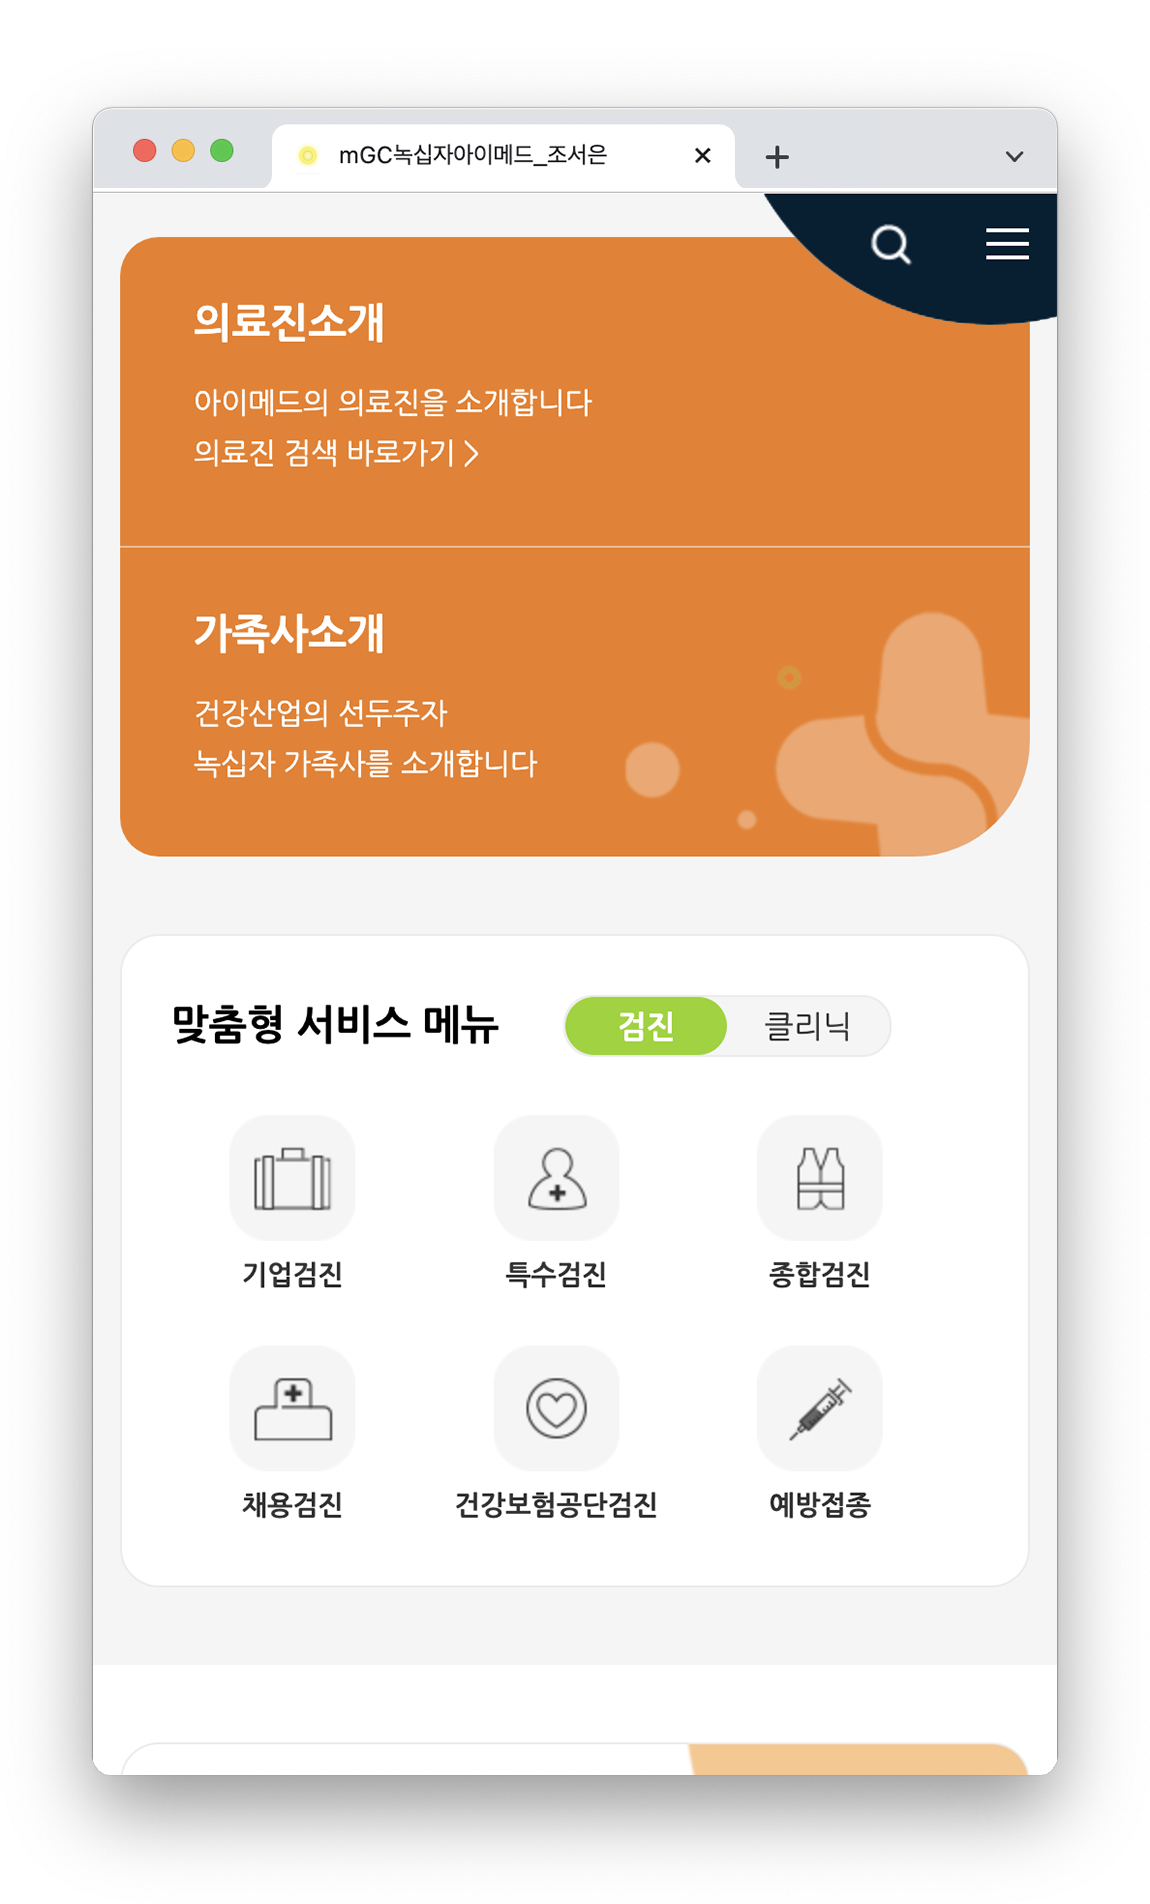 mGC녹십자아이메드_조서은
의료진소개
아이메드의 의료진을 소개합니다
의료진 검색 바로가기 >
가족사소개
건강산업의 선두주자
녹십자 가족사를 소개합니다
맞춤형 서비스 메뉴
검진 클리닉
기업검진 특수검진 종합검진
채용검진 건강보험공단검진 예방접종